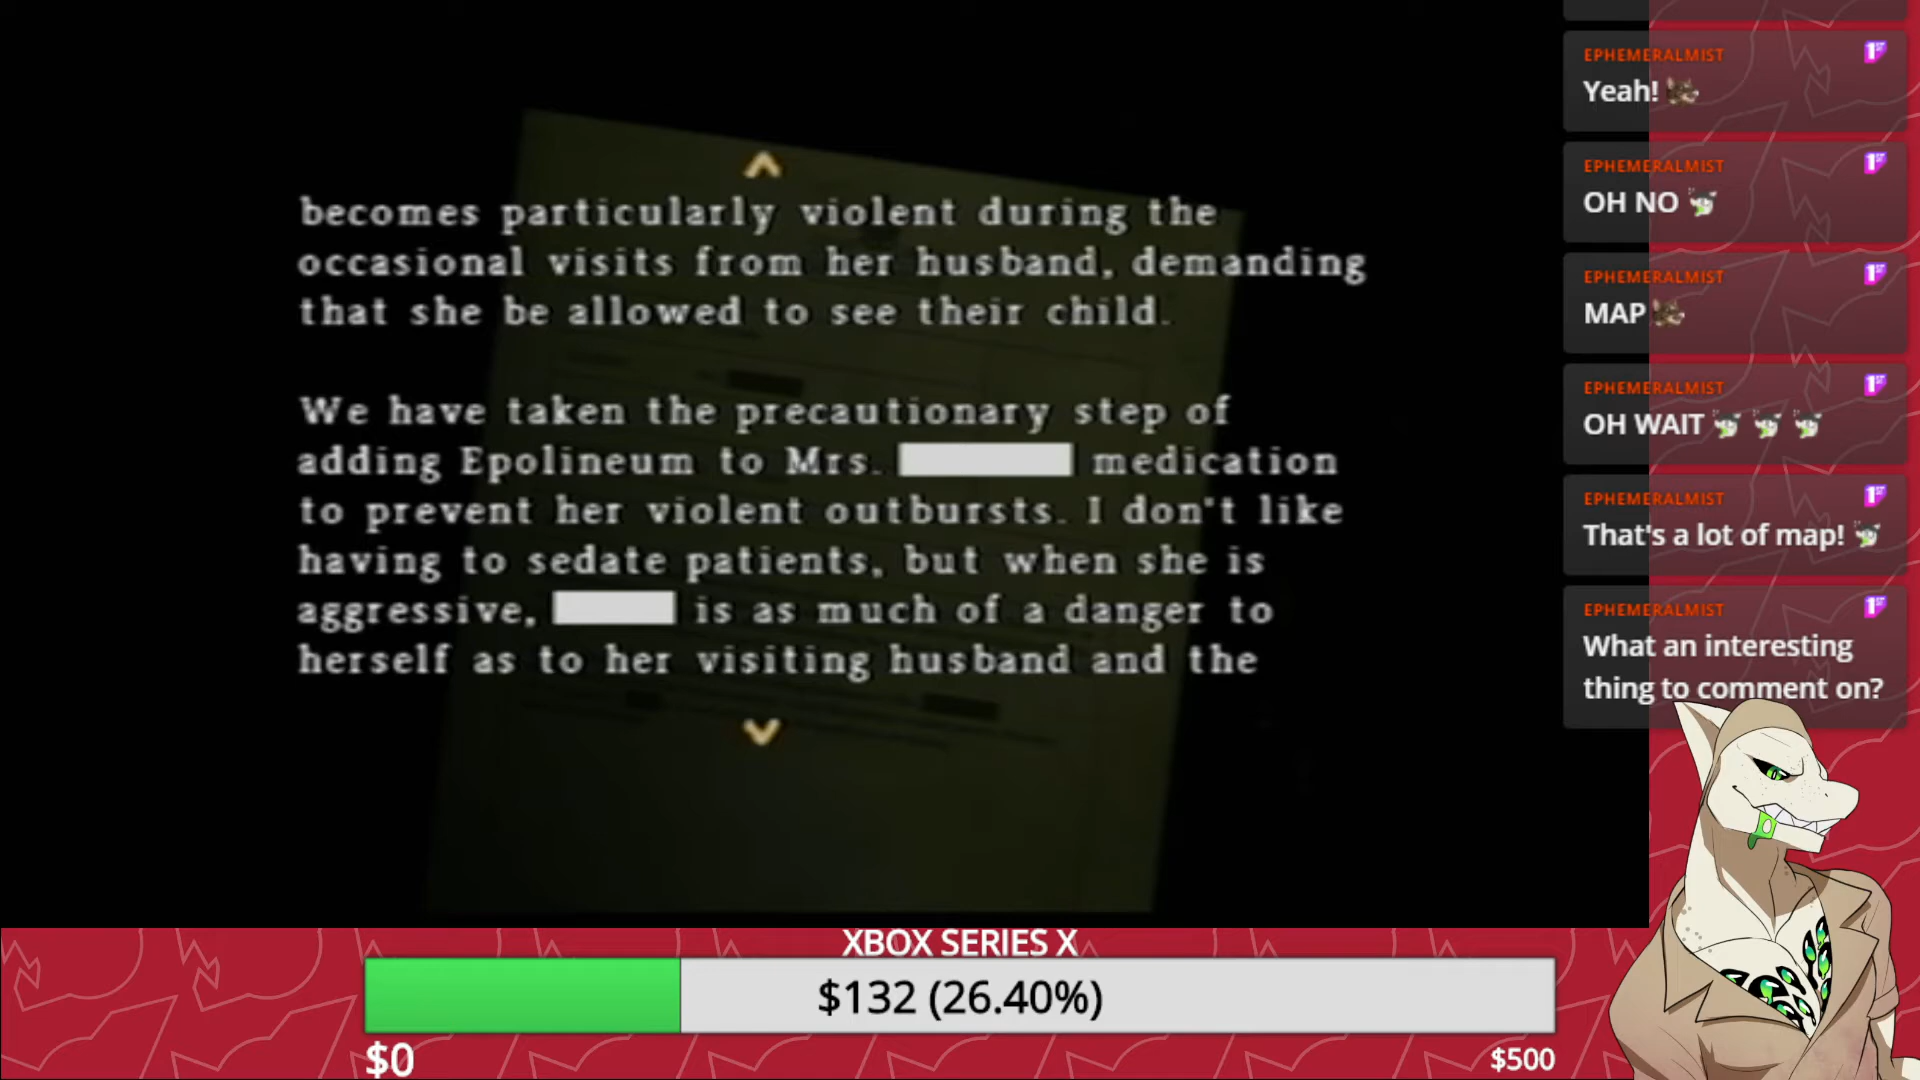 becomes particularly violent during the
occasional visits from her husband, demanding
that she be allowed to see their child.
We have taken the precautionary step of
adding Epolineum to Mrs. medication
to prevent her violent outbursts. I don't like
having to sedate patients, but when she is
aggressive, is as much of a danger to
herself as to her visiting husband and the
EPHEMERALMIST
Yeah!
EPHEMERALMIST
OH NO
EPHEMERALMIST
MAP
EPHEMERALMIST
OH WAIT
EPHEMERALMIST
That's a lot of map!
EPHEMERALMIST
What an interesting
thing to comment on?
XBOX SERIES X
$132 (26.40%)
$0
$500